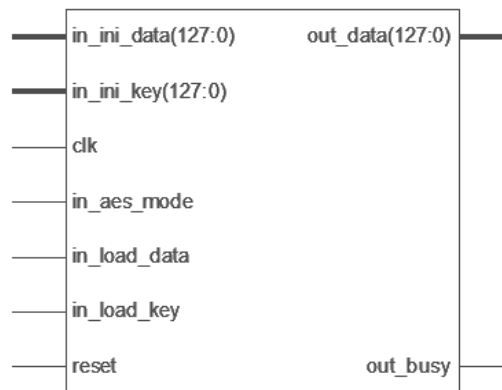 in_ini_data(127:0) out_data(127:0)
in_ini_key(127:0)
clk
in_aes_mode
in_load_data
in_load_key
reset out_busy